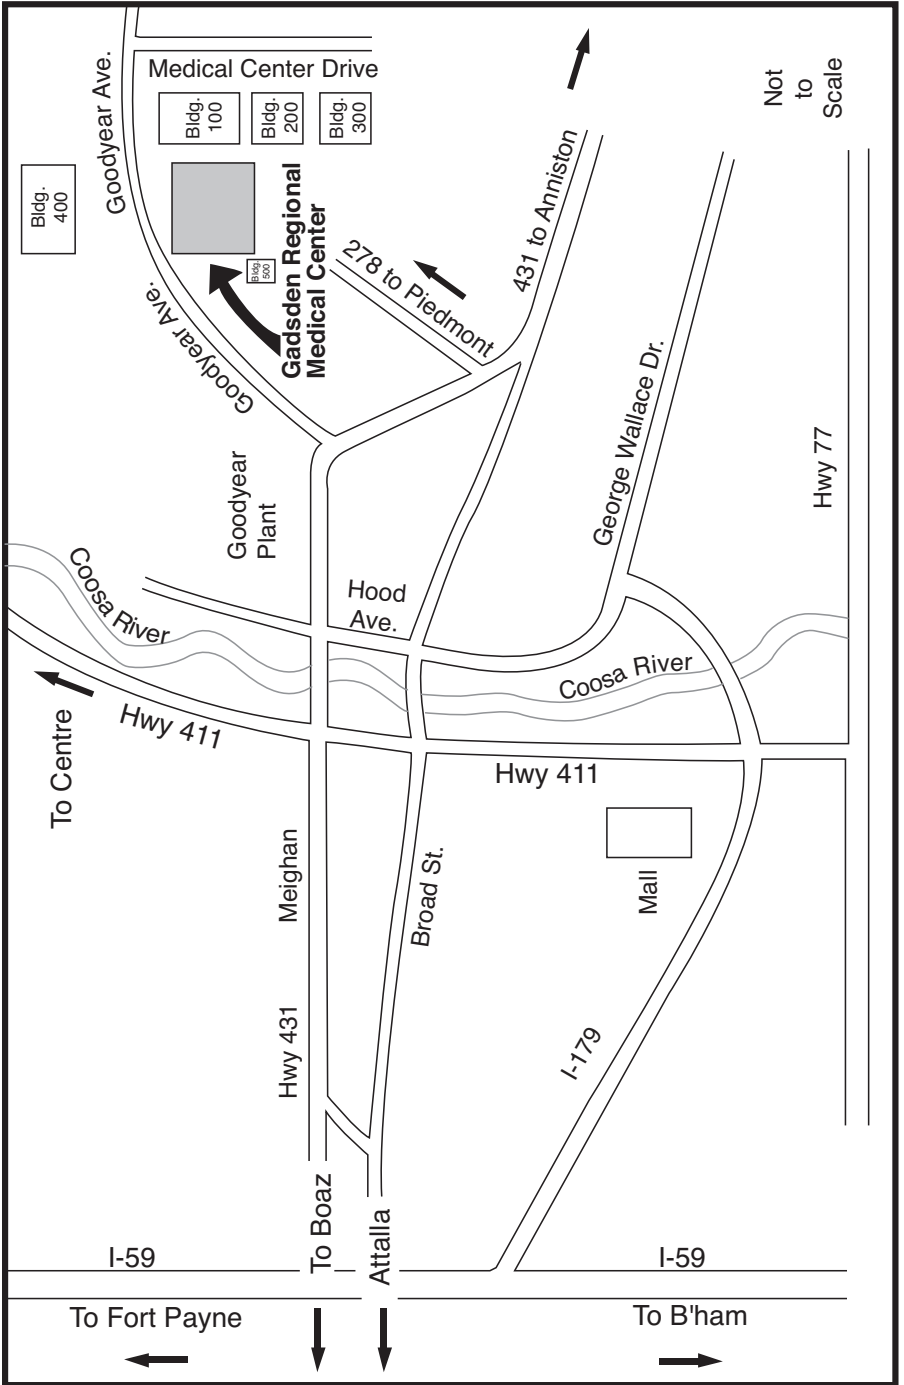 Medical Center Drive
Goodyear Ave.
Bldg.
100
Bldg.
200
Bldg.
300
Bldg.
400
Bldg.
500
Gadsden Regional
Medical Center
Goodyear Ave.
278 to Piedmont
431 to Anniston
Not
to
Scale
George Wallace Dr.
Hwy 77
Goodyear
Plant
Hood
Ave.
Coosa River
Coosa River
Hwy 411
To Centre
Hwy 411
Meighan
Broad St.
Mall
Hwy 431
I-179
To Boaz
Attalla
I-59
I-59
To Fort Payne
To B'ham